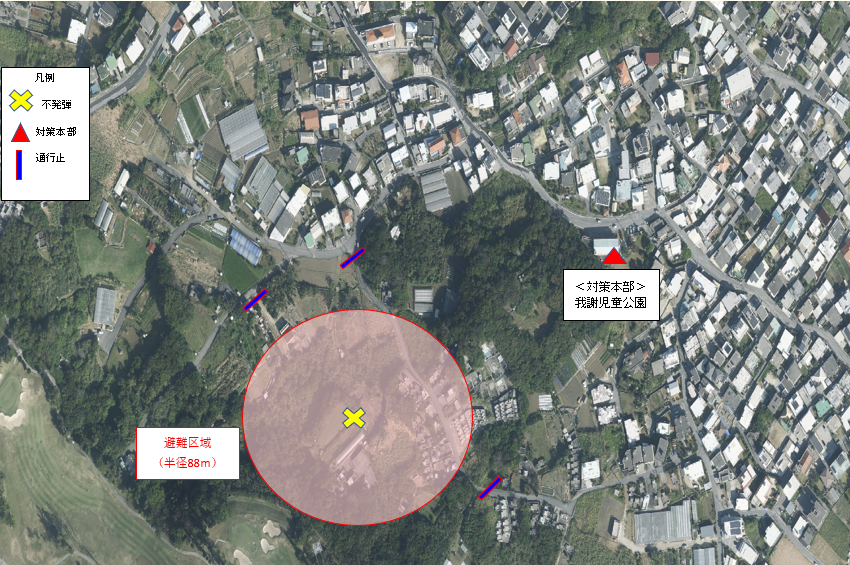 凡例
不発弾
対策本部
通行止
＜対策本部＞
我謝児童公園
避難区域
（半径88ｍ）